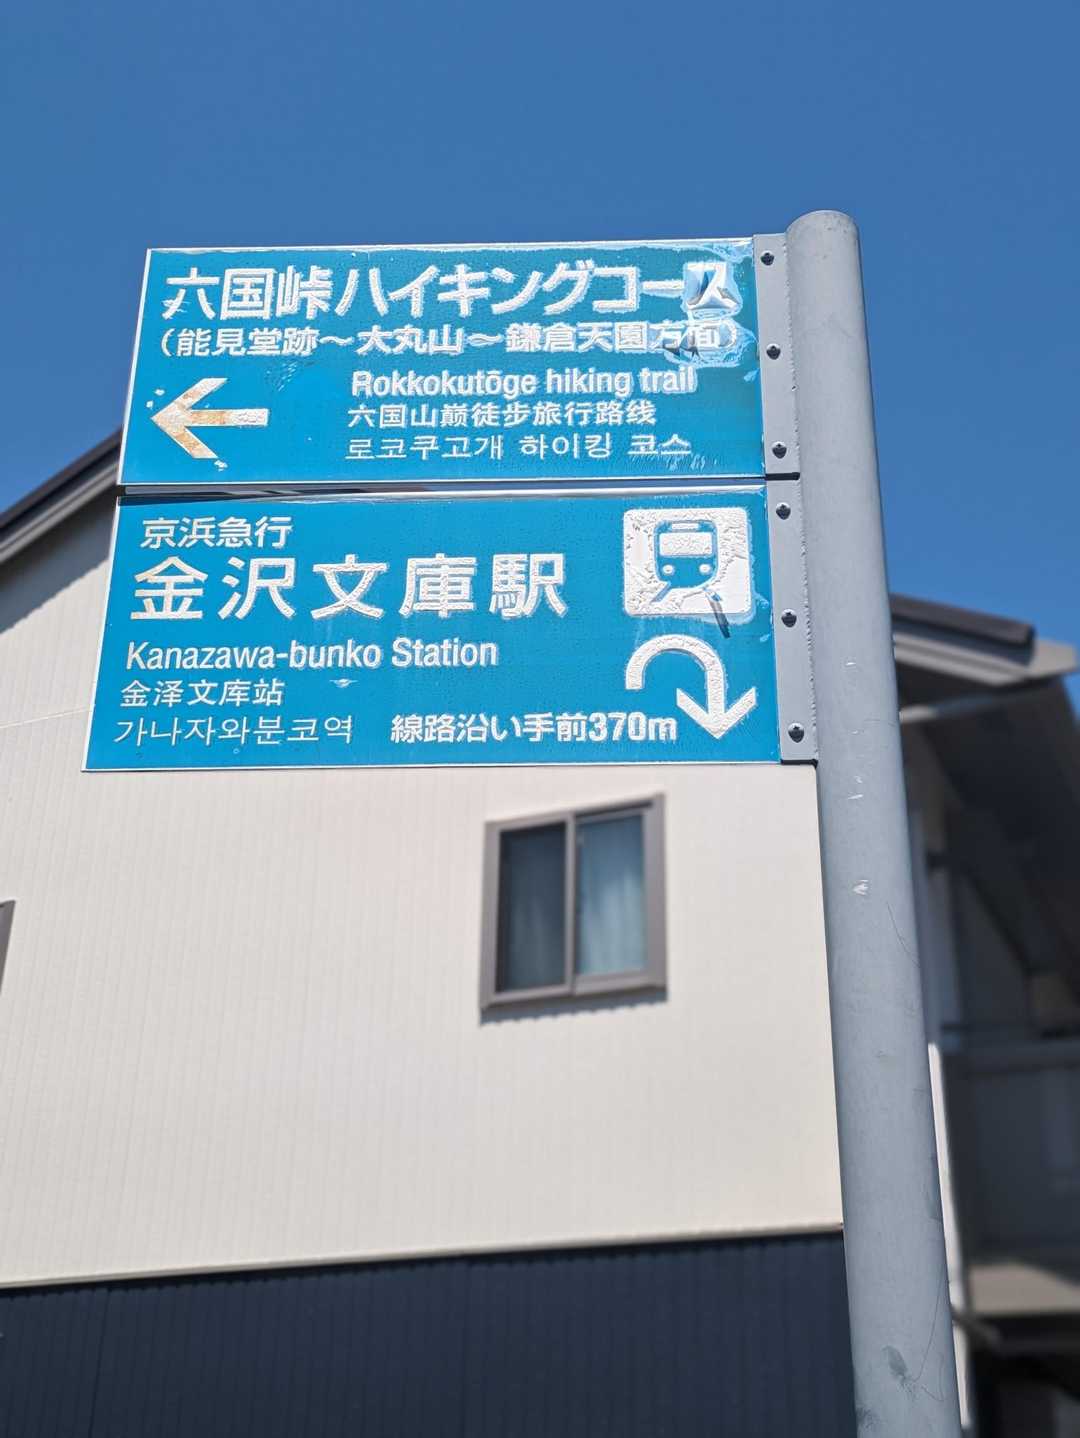 六国峠ハイキングコース
（能見堂跡～大丸山～鎌倉天園方面）
Rokkokutōge hiking trail
六国山巅徒步旅行路线
로코쿠고개 하이킹 코스
京浜急行
金沢文庫駅
Kanazawa-bunko Station
金泽文库站
가나자와분코역
線路沿い手前370m